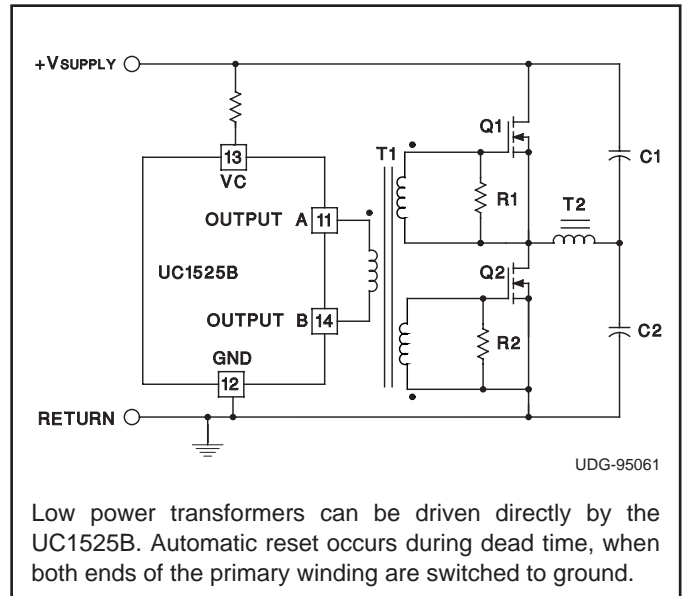 +VSUPPLY
13
VC
Q1
C1
T1
OUTPUT A 11
R1
T2
UC1525B
Q2
OUTPUT B 14
R2
C2
GND
12
RETURN
UDG-95061
Low power transformers can be driven directly by the
UC1525B. Automatic reset occurs during dead time, when
both ends of the primary winding are switched to ground.